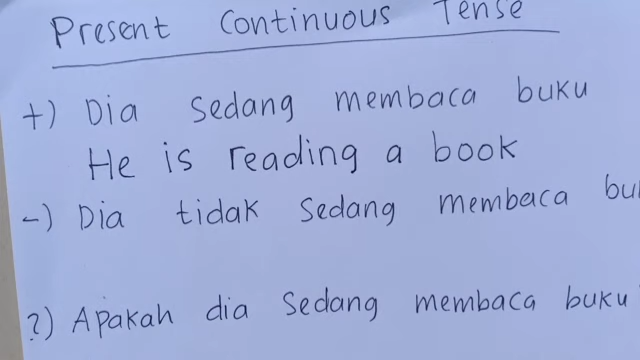 Present Continuous Tense
+) Dia sedang membaca buku
He is reading a book
-) Dia tidak sedang membaca
?) Apakah dia sedang membaca buku